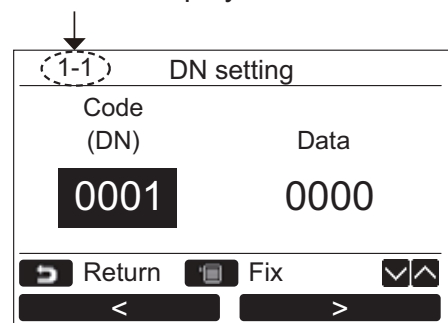 1-1 DN setting
Code
(DN) Data
0001 0000
Return Fix
< >